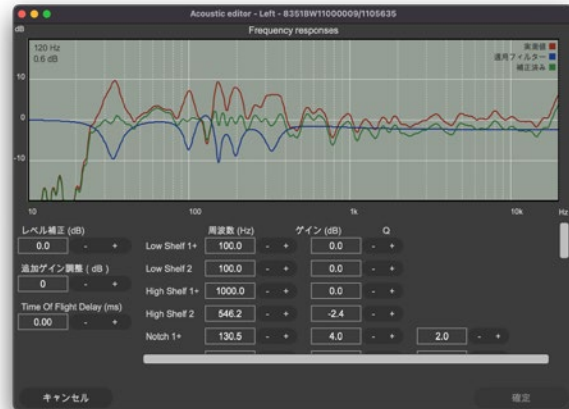 Acoustic editor - Left - 83518W11000009/1105635
dB
Frequency responses
120 Hz
0.6 dB
実測値
適用フィルター
補正済み
10
0
-10
10
100
1k
10k
Hz
レベル補正 (dB)
0.0 - +
追加ゲイン調整 ( dB )
0 - +
Time Of Flight Delay (ms)
0.00 - +
周波数 (Hz) ゲイン (dB) Q
Low Shelf 1+ 100.0 - + 0.0 - +
Low Shelf 2 100.0 - + 0.0 - +
High Shelf 1+ 1000.0 - + 0.0 - +
High Shelf 2 546.2 - + -2.4 - +
Notch 1+ 130.5 - + 4.0 - + 2.0 - +
キャンセル
確定